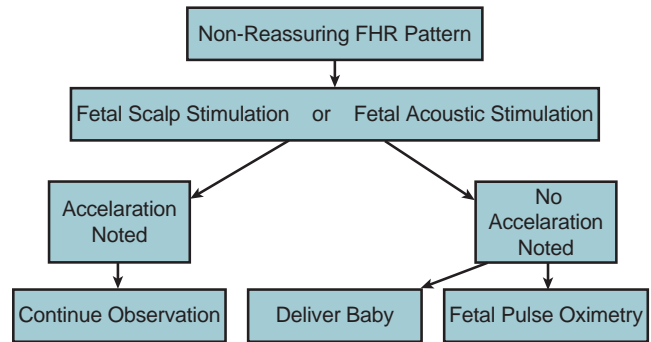 Non-Reassuring FHR Pattern
Fetal Scalp Stimulation or Fetal Acoustic Stimulation
Accelaration
Noted
No
Accelaration
Noted
Continue Observation
Deliver Baby
Fetal Pulse Oximetry